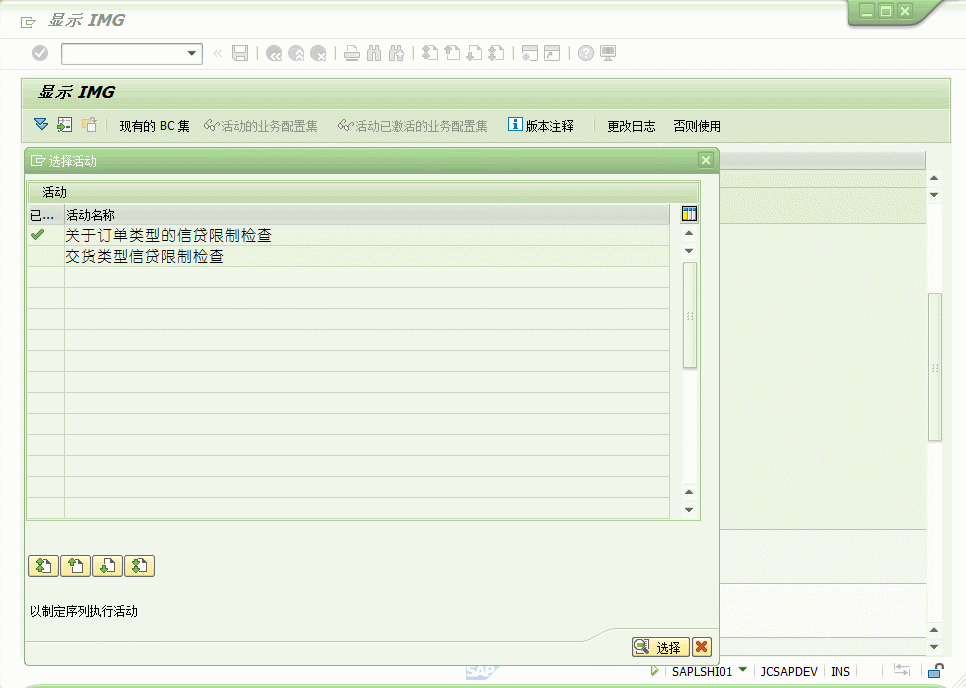 显示 IMG
显示 IMG
现有的 BC 集 活动的业务配置集 活动已激活的业务配置集 版本注释 更改日志 否则使用
选择活动
活动
已... 活动名称
关于订单类型的信贷限制检查
交货类型信贷限制检查
以制定序列执行活动
选择
SAP
SAPLSHI01 JCSAPDEV INS